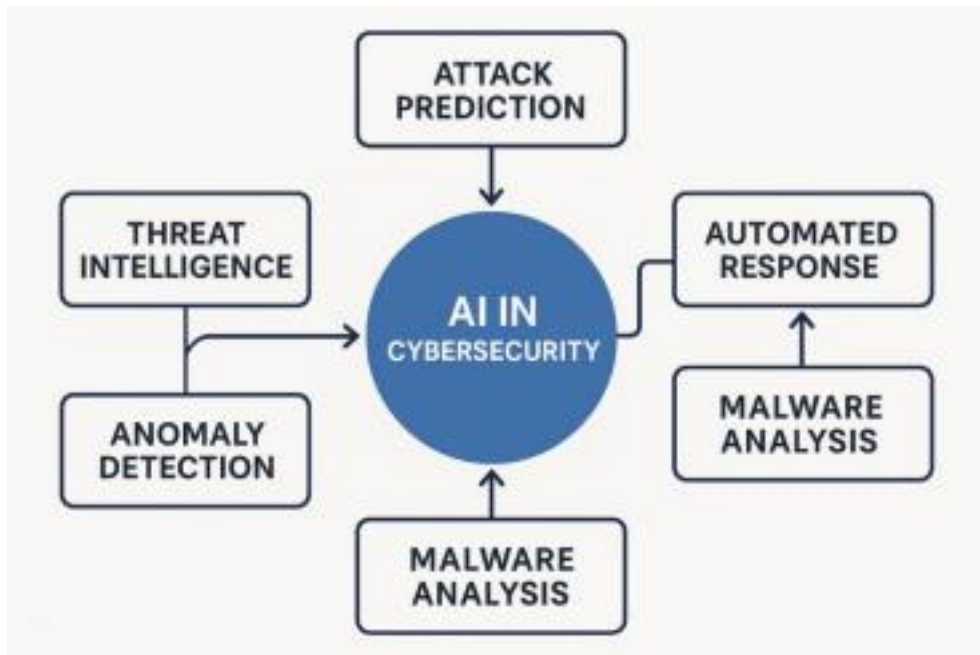 ATTACK
PREDICTION
THREAT
INTELLIGENCE
AUTOMATED
RESPONSE
AI IN
CYBERSECURITY
ANOMALY
DETECTION
MALWARE
ANALYSIS
MALWARE
ANALYSIS